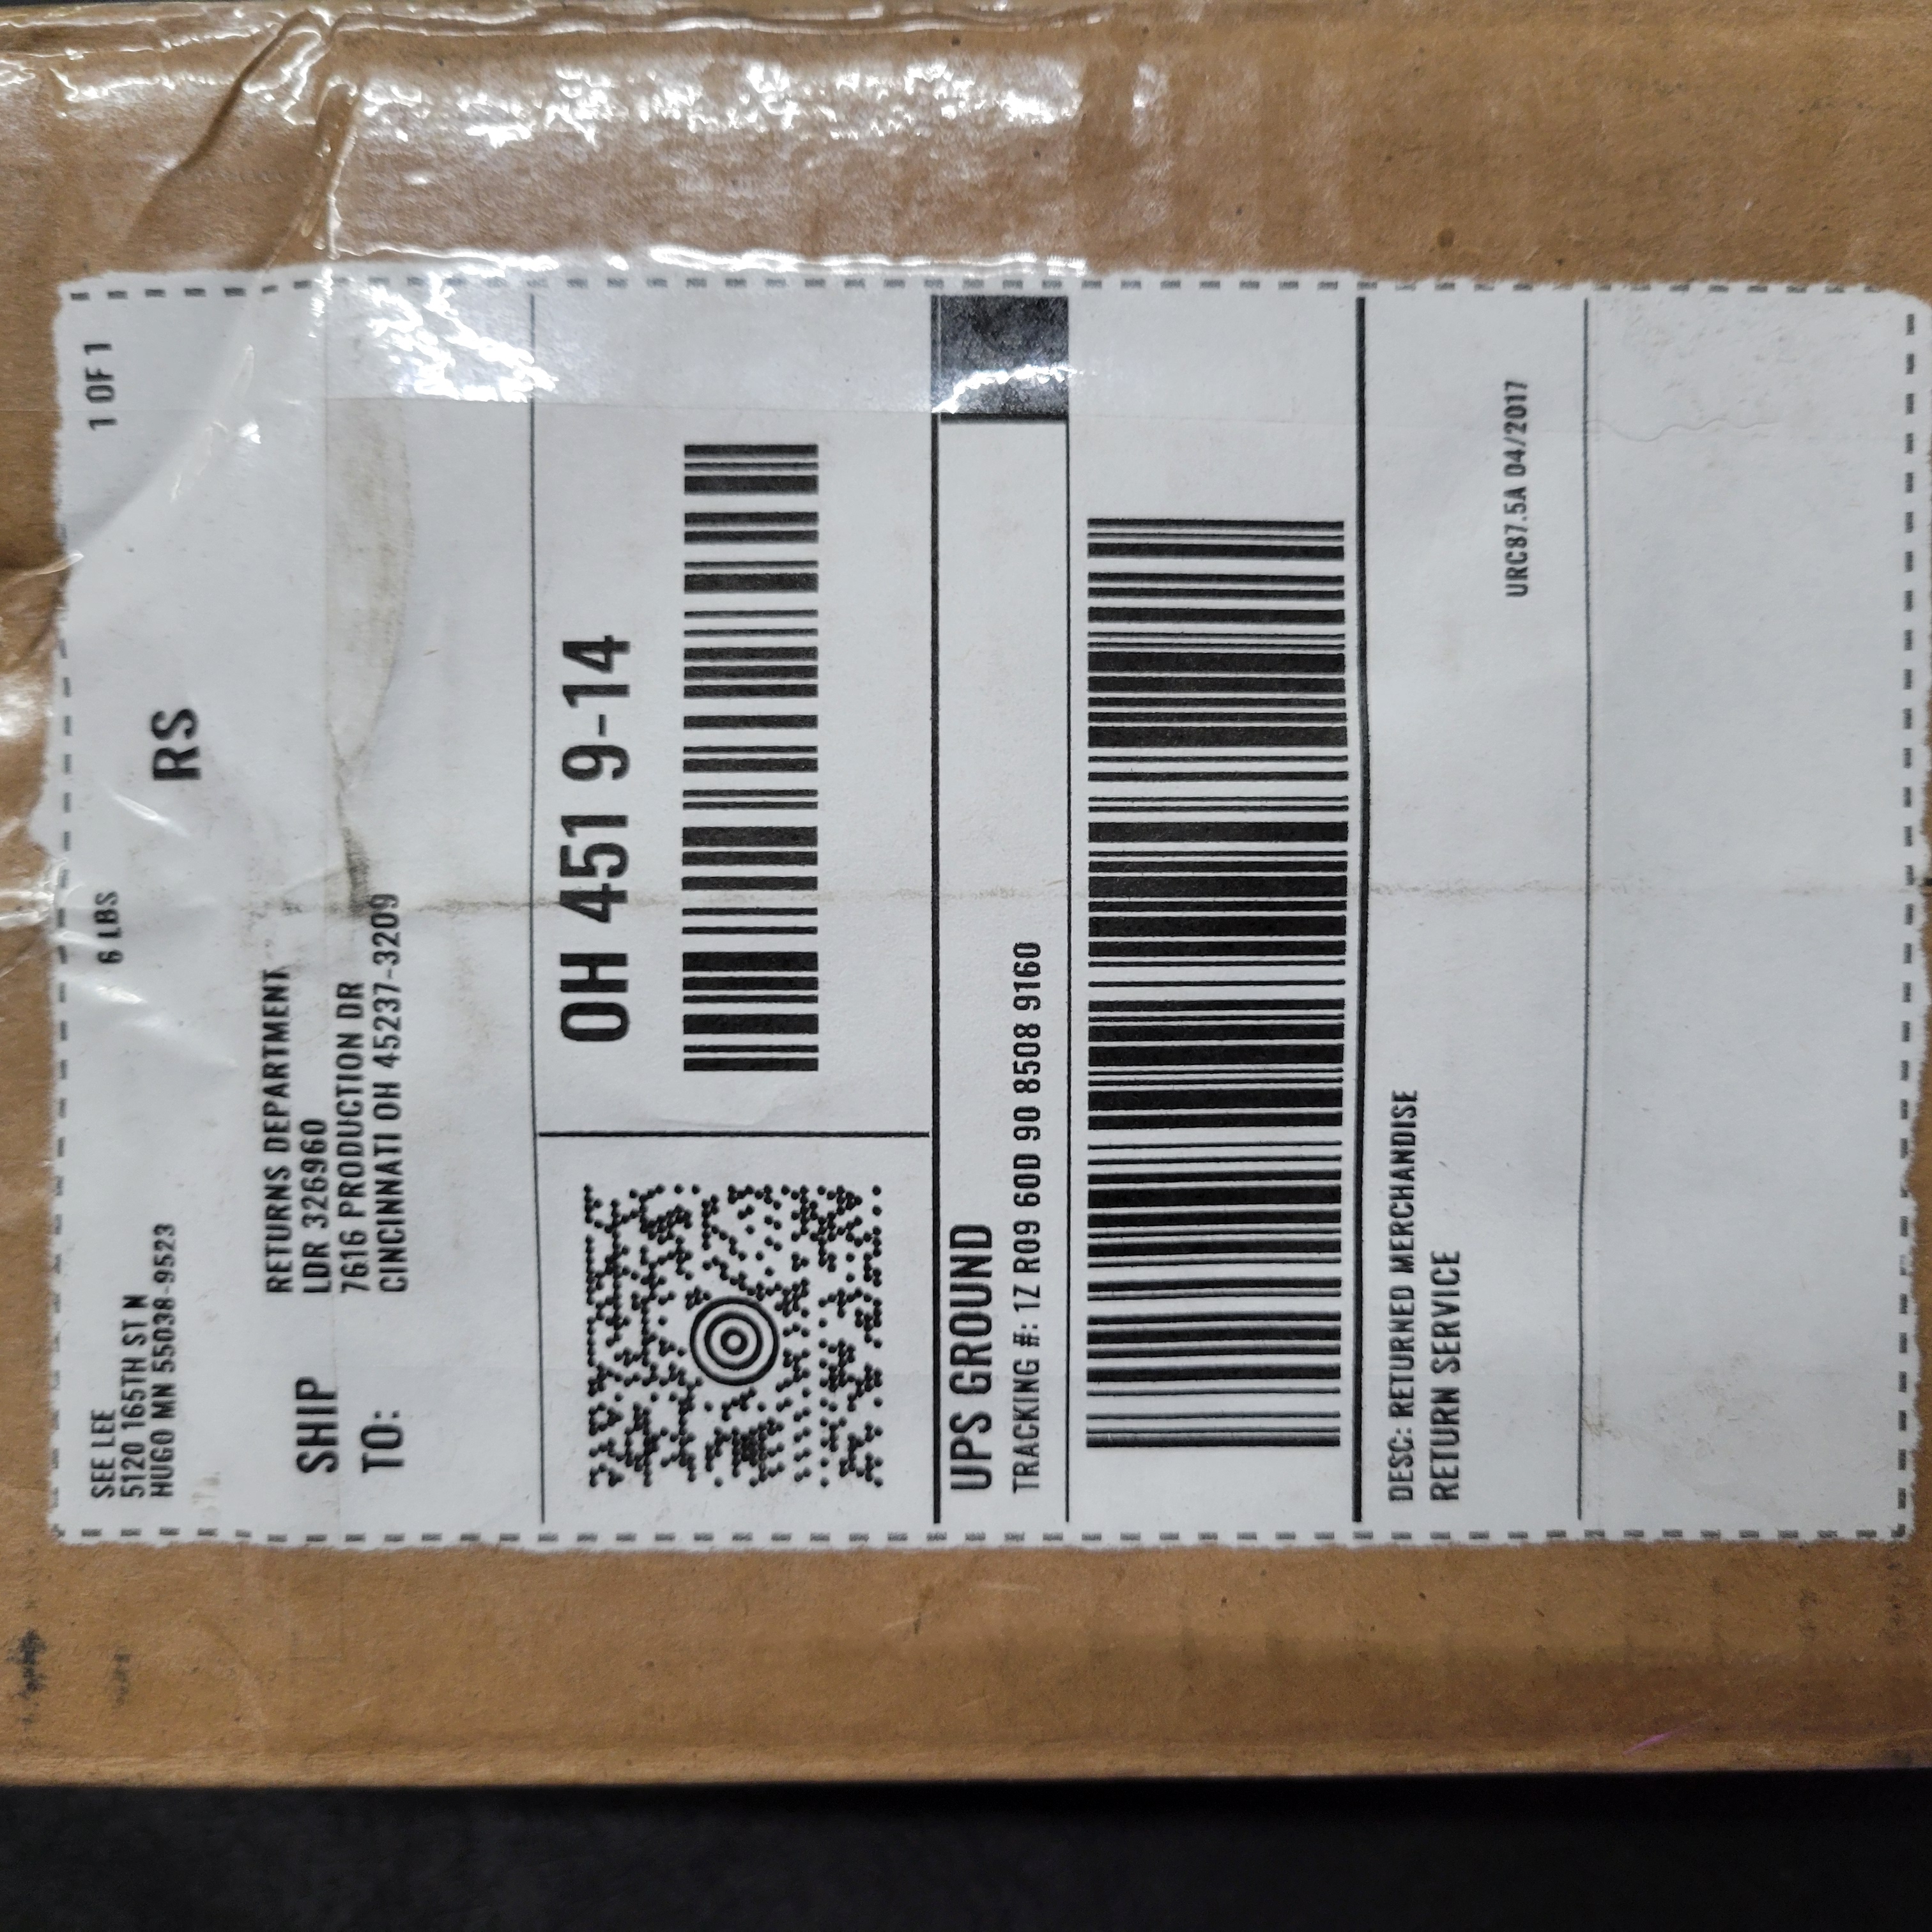 SEE LEE
5120 165TH ST N
HUGO MN 55038-9523
6 LBS
1 OF 1
RS
SHIP
TO:
RETURNS DEPARTMENT
LDR 326960
7616 PRODUCTION DR
CINCINNATI OH 45237-3209
OH 451 9-14
UPS GROUND
TRACKING #: 1Z R09 60D 90 8508 9160
DESC: RETURNED MERCHANDISE
RETURN SERVICE
URC87.5A 04/2017